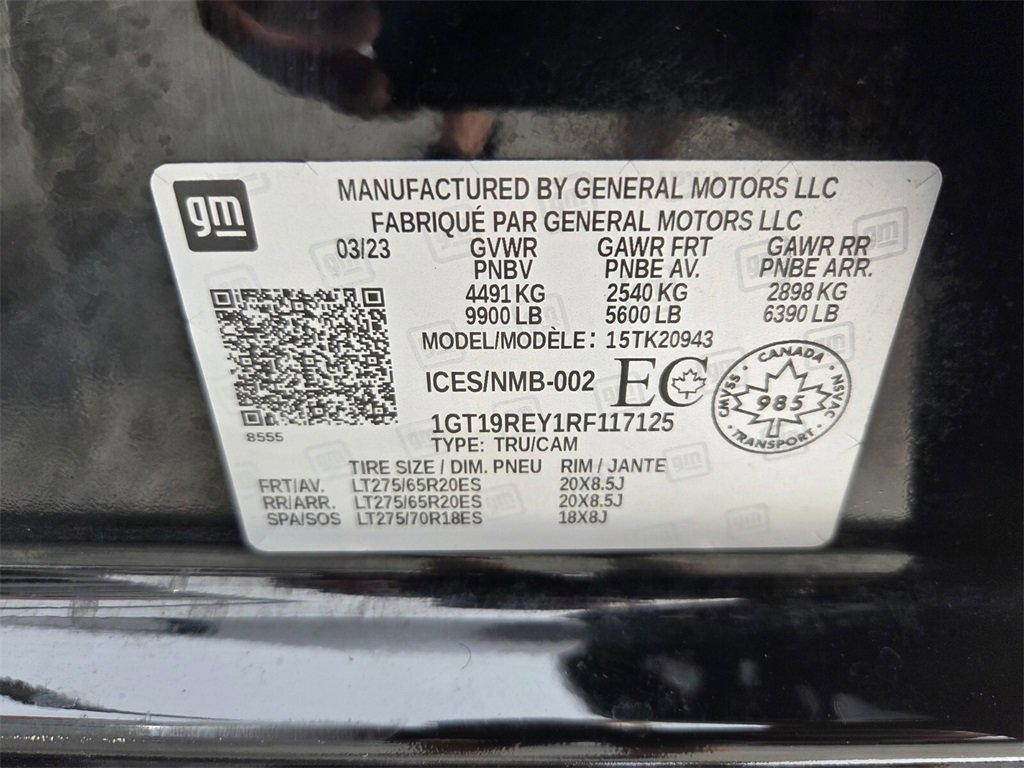 gm
MANUFACTURED BY GENERAL MOTORS LLC
FABRIQUÉ PAR GENERAL MOTORS LLC
03/23 GVWR GAWR FRT GAWR RR
PNBV PNBE AV. PNBE ARR.
4491 KG 2540 KG 2898 KG
9900 LB 5600 LB 6390 LB
MODEL/MODÈLE: 15TK20943
ICES/NMB-002 EC
CANADA
CMVSS 985 NSVAC
TRANSPORT
1GT19REY1RF117125
8555
TYPE: TRU/CAM
TIRE SIZE / DIM. PNEU RIM / JANTE
FRT/AV. LT275/65R20ES 20X8.5J
RR/ARR. LT275/65R20ES 20X8.5J
SPA/SOS LT275/70R18ES 18X8J